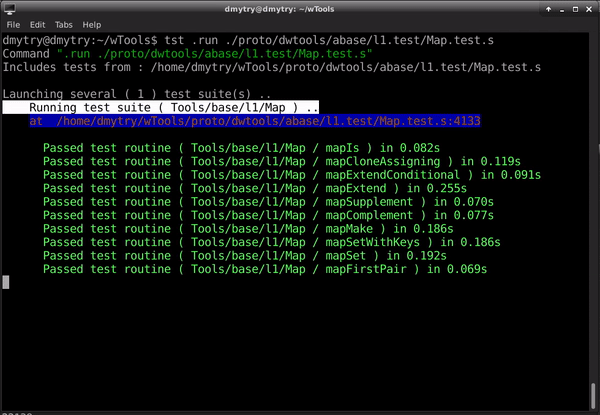 dmytry@dmytry: ~/wTools
File Edit Tabs Help
dmytry@dmytry:~/wTools$ tst .run ./proto/dwtools/abase/l1.test/Map.test.s
Command ".run ./proto/dwtools/abase/l1.test/Map.test.s"
Includes tests from : /home/dmytry/wTools/proto/dwtools/abase/l1.test/Map.test.s
Launching several ( 1 ) test suite(s) ..
Running test suite ( Tools/base/l1/Map ) ..
at /home/dmytry/wTools/proto/dwtools/abase/l1.test/Map.test.s:4133
Passed test routine ( Tools/base/l1/Map / mapIs ) in 0.082s
Passed test routine ( Tools/base/l1/Map / mapCloneAssigning ) in 0.119s
Passed test routine ( Tools/base/l1/Map / mapExtendConditional ) in 0.091s
Passed test routine ( Tools/base/l1/Map / mapExtend ) in 0.255s
Passed test routine ( Tools/base/l1/Map / mapSupplement ) in 0.070s
Passed test routine ( Tools/base/l1/Map / mapComplement ) in 0.077s
Passed test routine ( Tools/base/l1/Map / mapMake ) in 0.186s
Passed test routine ( Tools/base/l1/Map / mapSetWithKeys ) in 0.186s
Passed test routine ( Tools/base/l1/Map / mapSet ) in 0.192s
Passed test routine ( Tools/base/l1/Map / mapFirstPair ) in 0.069s